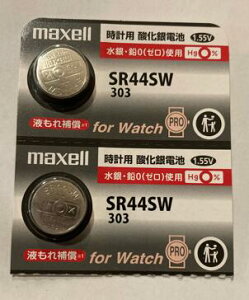 maxell
時計用 酸化銀電池 1.55V
水銀・鉛0(ゼロ)使用 Hg 0%
SR44SW
303
液もれ補償※1
for Watch
PRO
maxell
時計用 酸化銀電池 1.55V
水銀・鉛0(ゼロ)使用 Hg 0%
SR44SW
303
液もれ補償※1
for Watch
PRO